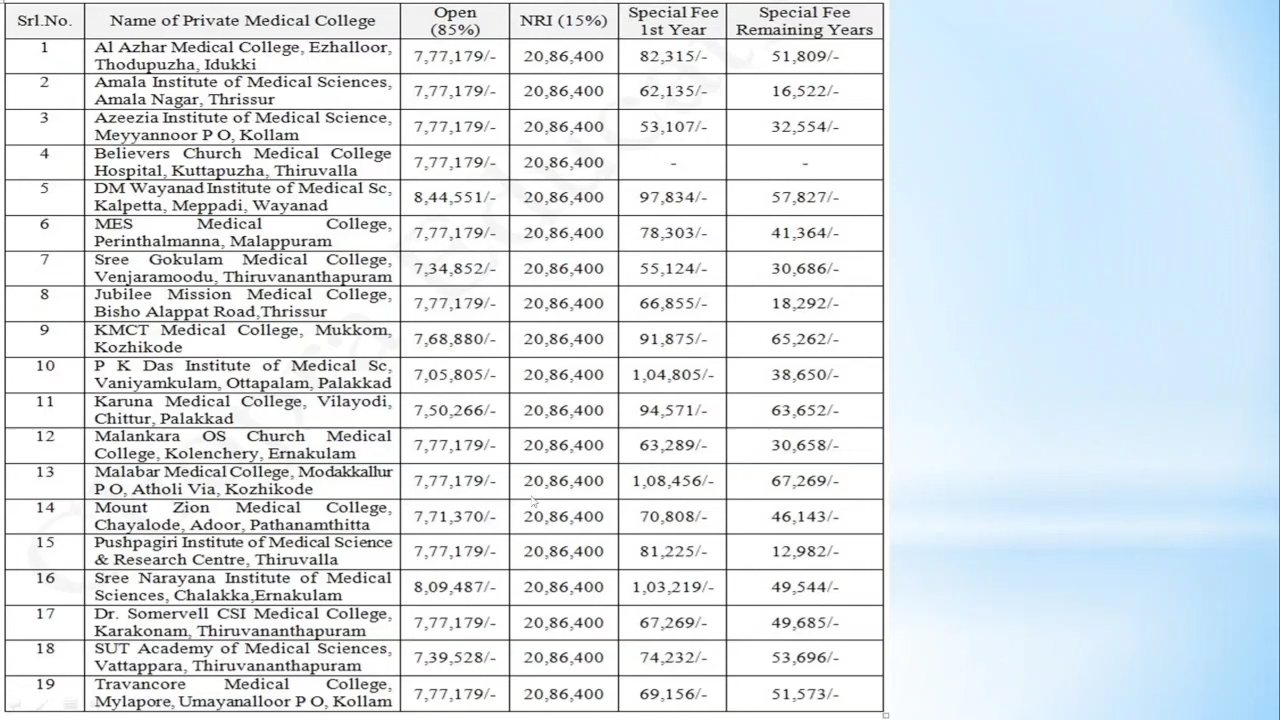 Srl.No. Name of Private Medical College Open (85%) NRI (15%) Special Fee 1st Year Special Fee Remaining Years
1 Al Azhar Medical College, Ezhalloor, Thodupuzha, Idukki 7,77,179/- 20,86,400 82,315/- 51,809/-
2 Amala Institute of Medical Sciences, Amala Nagar, Thrissur 7,77,179/- 20,86,400 62,135/- 16,522/-
3 Azeezia Institute of Medical Science, Meyyannoor P O, Kollam 7,77,179/- 20,86,400 53,107/- 32,554/-
4 Believers Church Medical College Hospital, Kuttapuzha, Thiruvalla 7,77,179/- 20,86,400 - -
5 DM Wayanad Institute of Medical Sc, Kalpetta, Meppadi, Wayanad 8,44,551/- 20,86,400 97,834/- 57,827/-
6 MES Medical College, Perinthalmanna, Malappuram 7,77,179/- 20,86,400 78,303/- 41,364/-
7 Sree Gokulam Medical College, Venjaramoodu, Thiruvananthapuram 7,34,852/- 20,86,400 55,124/- 30,686/-
8 Jubilee Mission Medical College, Bisho Alappat Road,Thrissur 7,77,179/- 20,86,400 66,855/- 18,292/-
9 KMCT Medical College, Mukkom, Kozhikode 7,68,880/- 20,86,400 91,875/- 65,262/-
10 P K Das Institute of Medical Sc, Vaniyamkulam, Ottapalam, Palakkad 7,05,805/- 20,86,400 1,04,805/- 38,650/-
11 Karuna Medical College, Vilayodi, Chittur, Palakkad 7,50,266/- 20,86,400 94,571/- 63,652/-
12 Malankara OS Church Medical College, Kolenchery, Ernakulam 7,77,179/- 20,86,400 63,289/- 30,658/-
13 Malabar Medical College, Modakkallur P O, Atholi Via, Kozhikode 7,77,179/- 20,86,400 1,08,456/- 67,269/-
14 Mount Zion Medical College, Chayalode, Adoor, Pathanamthitta 7,71,370/- 20,86,400 70,808/- 46,143/-
15 Pushpagiri Institute of Medical Science & Research Centre, Thiruvalla 7,77,179/- 20,86,400 81,225/- 12,982/-
16 Sree Narayana Institute of Medical Sciences, Chalakka,Ernakulam 8,09,487/- 20,86,400 1,03,219/- 49,544/-
17 Dr. Somervell CSI Medical College, Karakonam, Thiruvananthapuram 7,77,179/- 20,86,400 67,269/- 49,685/-
18 SUT Academy of Medical Sciences, Vattappara, Thiruvananthapuram 7,39,528/- 20,86,400 74,232/- 53,696/-
19 Travancore Medical College, Mylapore, Umayanalloor P O, Kollam 7,77,179/- 20,86,400 69,156/- 51,573/-